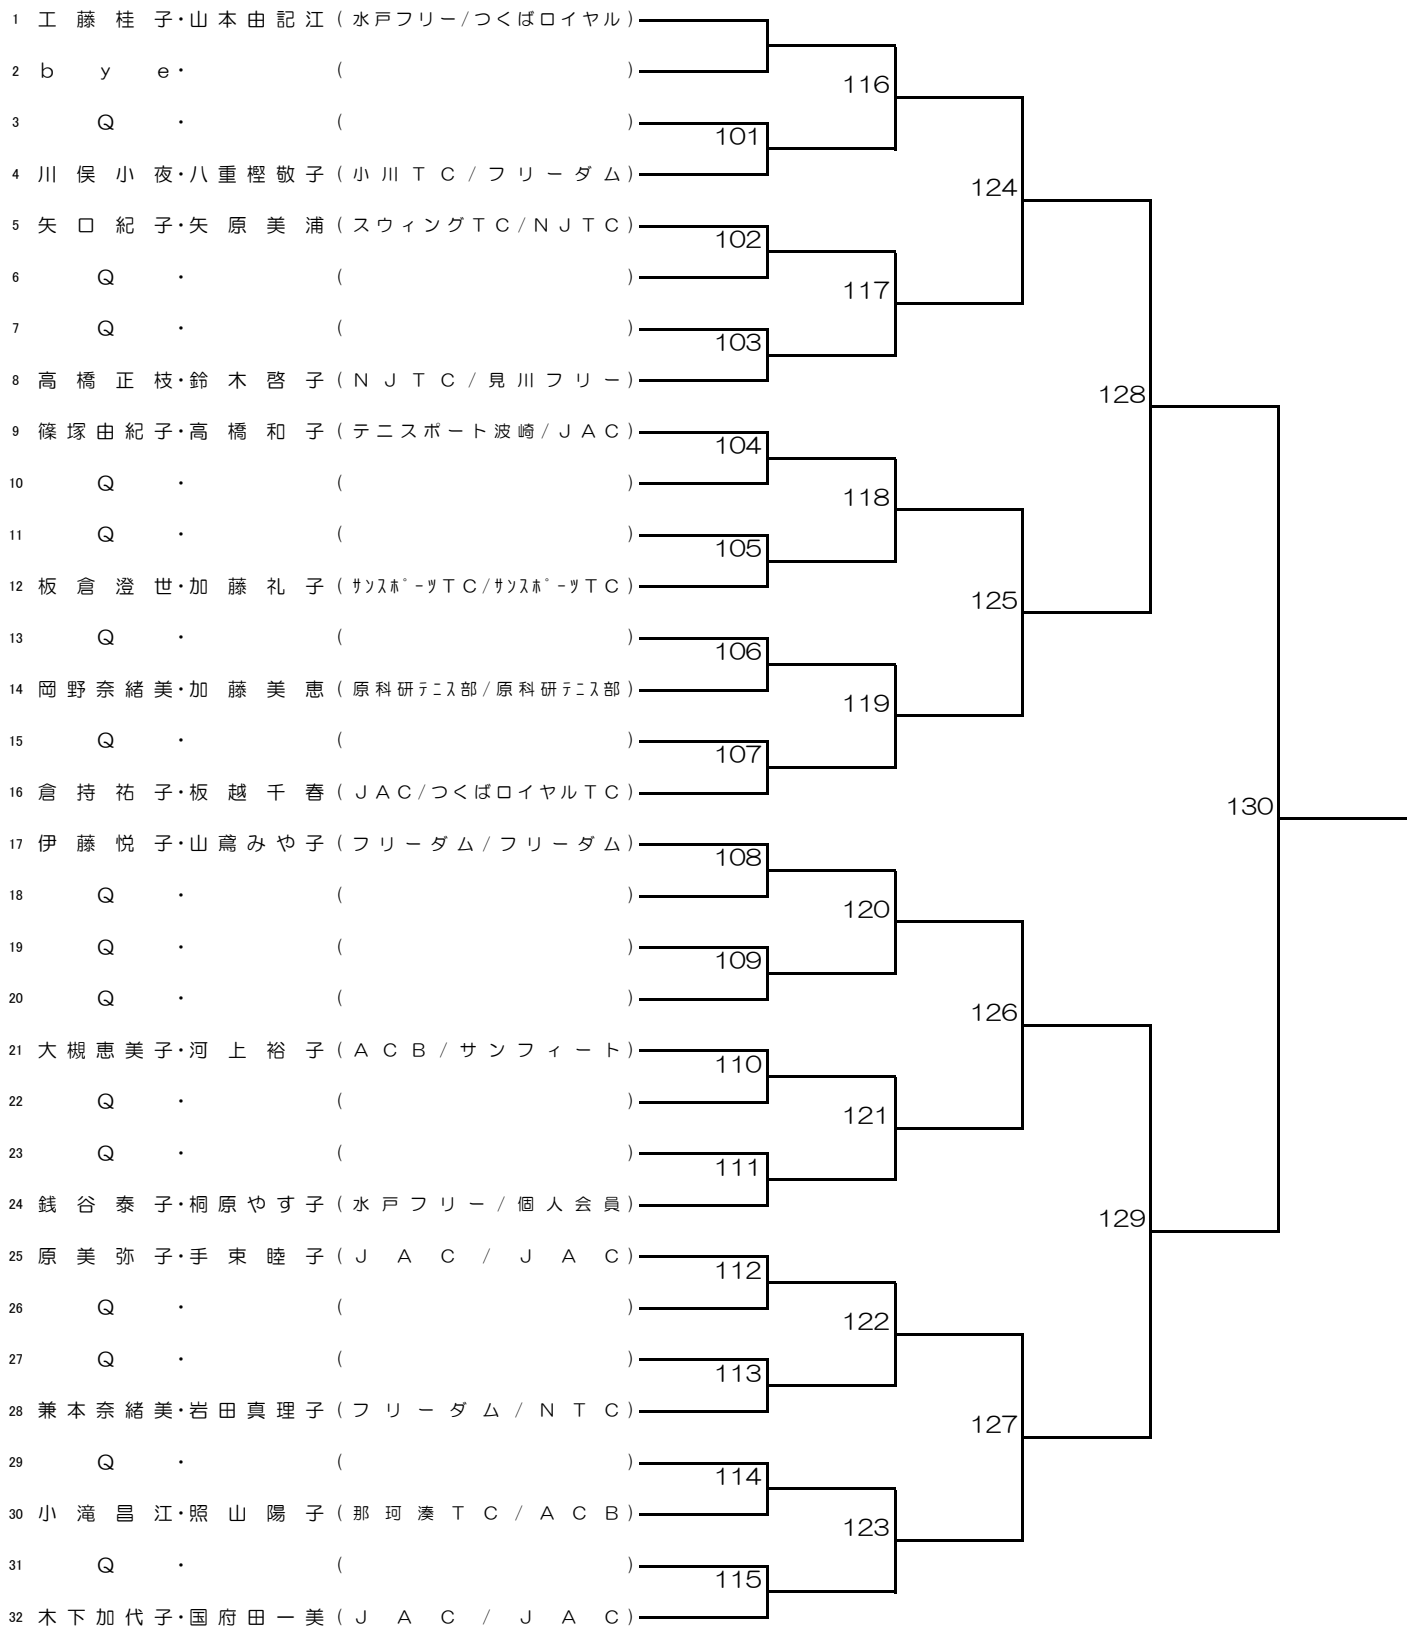 1 工藤桂子・山本由記江(水戸フリー/つくばロイヤル)
2 bye・( )
116
3 Q・( )
101
4 川俣小夜・八重樫敬子(小川TC/フリーダム)
124
5 矢口紀子・矢原美浦(スウィングTC/NJTC)
102
6 Q・( )
117
7 Q・( )
103
8 高橋正枝・鈴木啓子(NJTC/見川フリー)
128
9 篠塚由紀子・高橋和子(テニスポート波崎/JAC)
104
10 Q・( )
118
11 Q・( )
105
12 板倉澄世・加藤礼子(ｻﾝｽﾎﾟｰﾂTC/ｻﾝｽﾎﾟｰﾂTC)
125
13 Q・( )
106
14 岡野奈緒美・加藤美恵(原科研ﾃﾆｽ部/原科研ﾃﾆｽ部)
119
15 Q・( )
107
16 倉持祐子・板越千春(JAC/つくばロイヤルTC)
130
17 伊藤悦子・山鳶みや子(フリーダム/フリーダム)
108
18 Q・( )
120
19 Q・( )
109
20 Q・( )
126
21 大槻恵美子・河上裕子(ACB/サンフィート)
110
22 Q・( )
121
23 Q・( )
111
24 銭谷泰子・桐原やす子(水戸フリー/個人会員)
129
25 原美弥子・手束睦子(JAC/JAC)
112
26 Q・( )
122
27 Q・( )
113
28 兼本奈緒美・岩田真理子(フリーダム/NTC)
127
29 Q・( )
114
30 小滝昌江・照山陽子(那珂湊TC/ACB)
123
31 Q・( )
115
32 木下加代子・国府田一美(JAC/JAC)